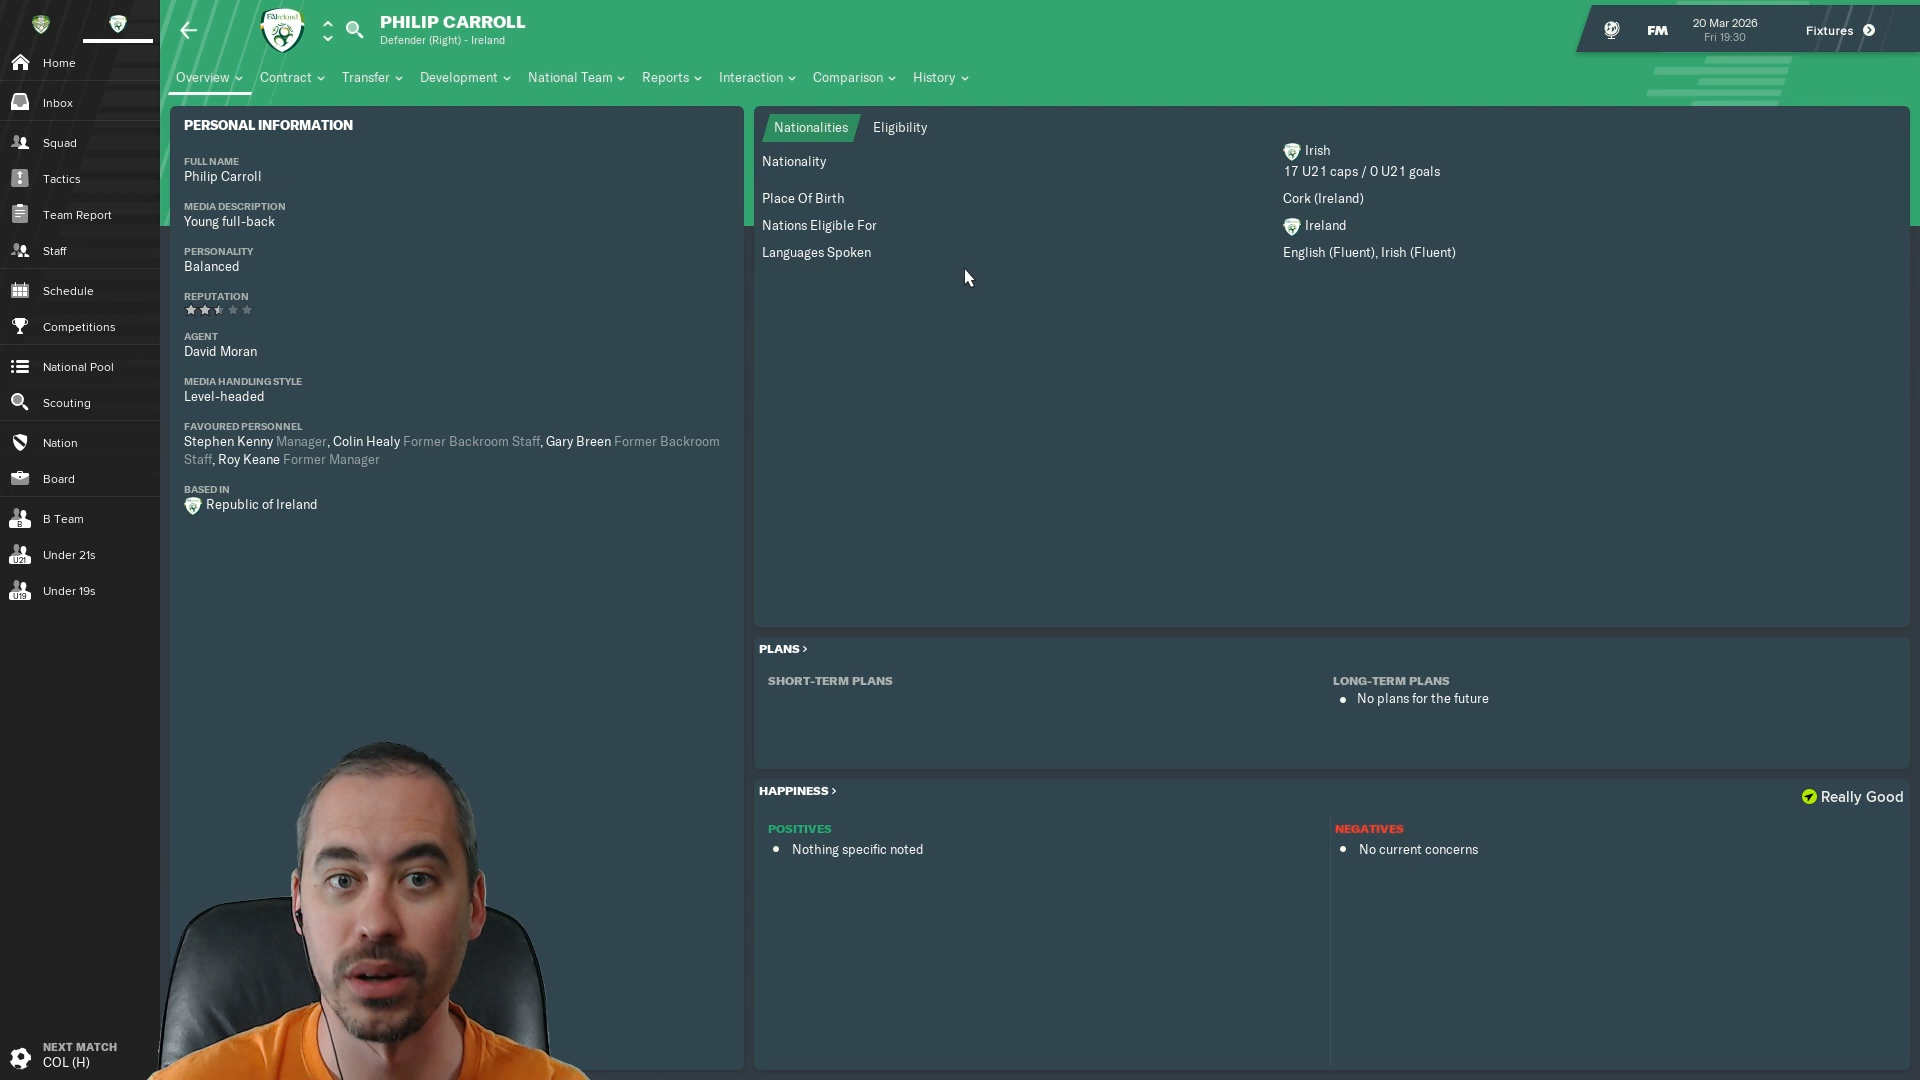 Home
Inbox
Squad
Tactics
Team Report
Staff
Schedule
Competitions
National Pool
Scouting
Nation
Board
B
B Team
U21
Under 21s
U19
Under 19s
NEXT MATCH
COL (H)
PHILIP CARROLL
Defender (Right) - Ireland
FM
20 Mar 2026
Fri 19:30
Fixtures
Overview
Contract
Transfer
Development
National Team
Reports
Interaction
Comparison
History
PERSONAL INFORMATION
FULL NAME
Philip Carroll
MEDIA DESCRIPTION
Young full-back
PERSONALITY
Balanced
REPUTATION
AGENT
David Moran
MEDIA HANDLING STYLE
Level-headed
FAVOURED PERSONNEL
Stephen Kenny Manager, Colin Healy Former Backroom Staff, Gary Breen Former Backroom
Staff, Roy Keane Former Manager
BASED IN
Republic of Ireland
Nationalities
Eligibility
Nationality
Irish
17 U21 caps / 0 U21 goals
Place Of Birth
Cork (Ireland)
Nations Eligible For
Ireland
Languages Spoken
English (Fluent), Irish (Fluent)
PLANS >
SHORT-TERM PLANS
LONG-TERM PLANS
• No plans for the future
HAPPINESS >
Really Good
POSITIVES
• Nothing specific noted
NEGATIVES
• No current concerns